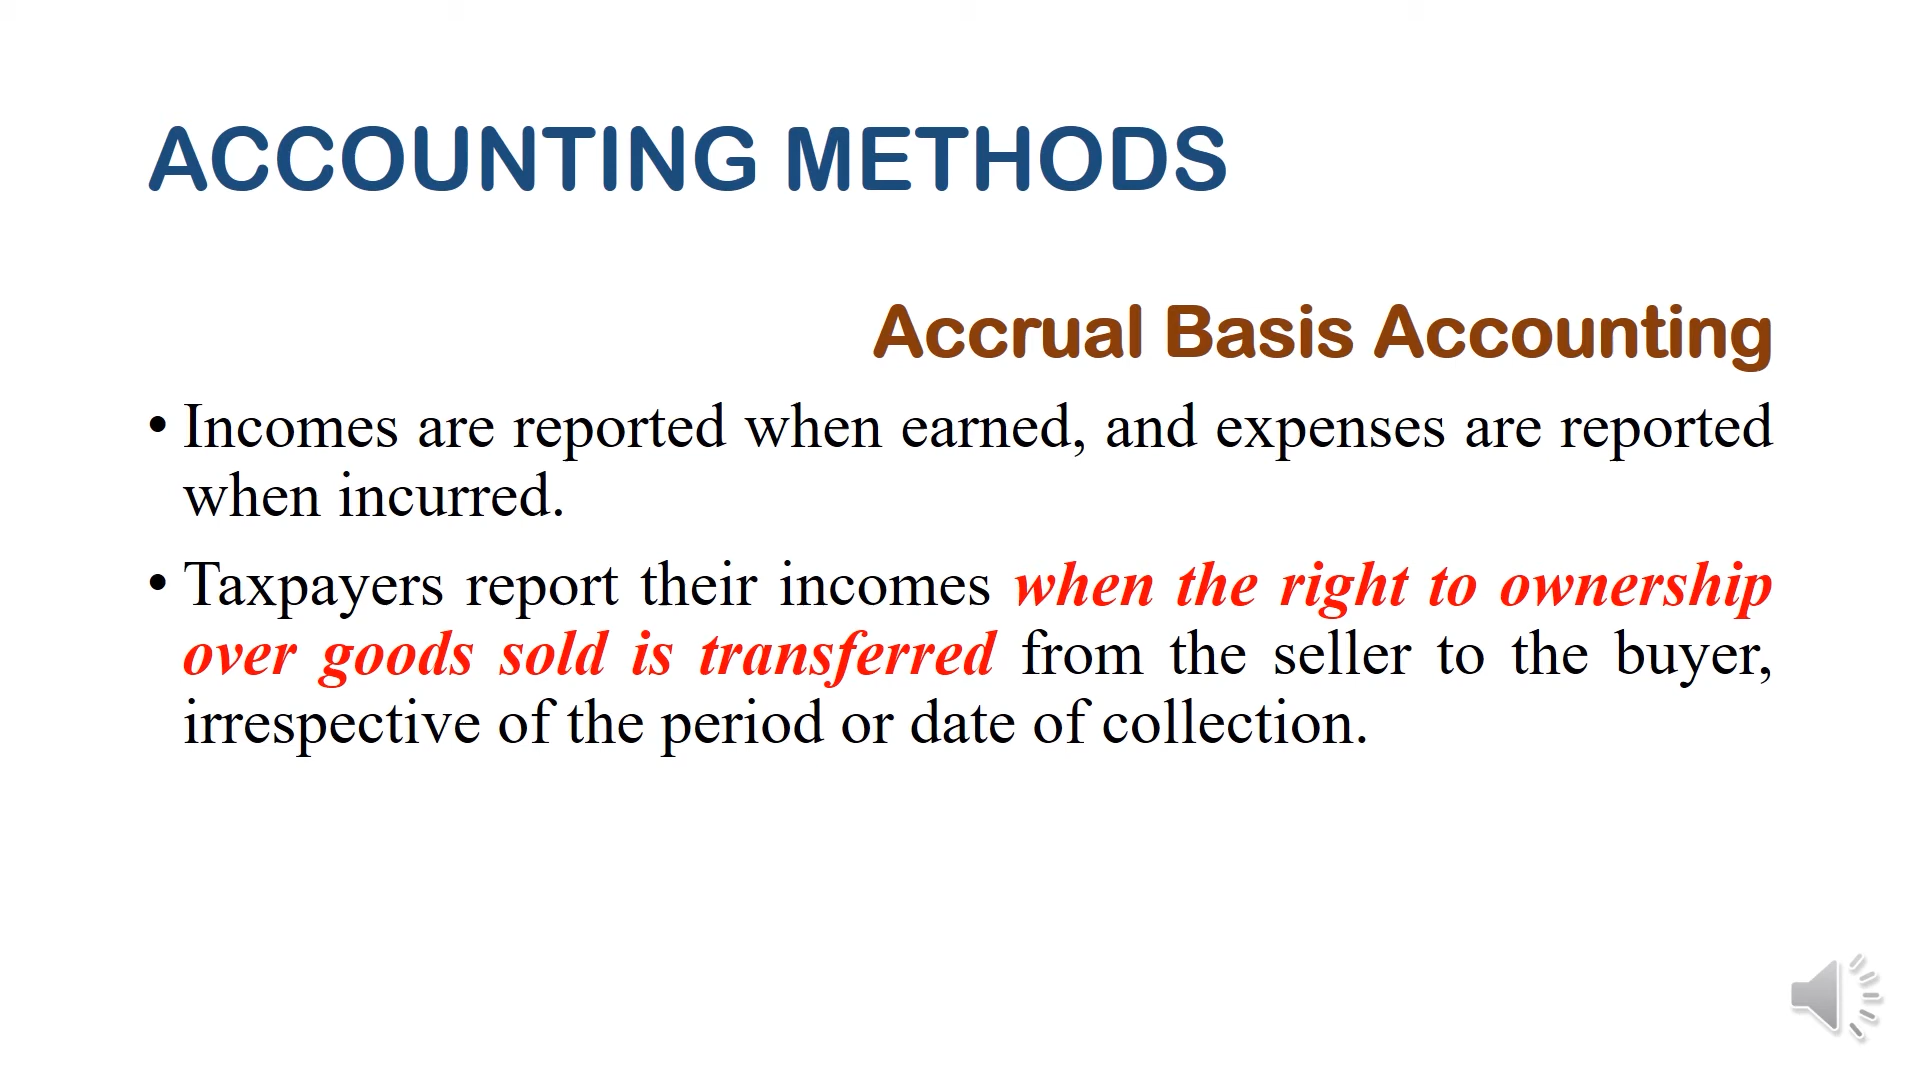 ACCOUNTING METHODS
Accrual Basis Accounting
• Incomes are reported when earned, and expenses are reported
when incurred.
• Taxpayers report their incomes when the right to ownership
over goods sold is transferred from the seller to the buyer,
irrespective of the period or date of collection.